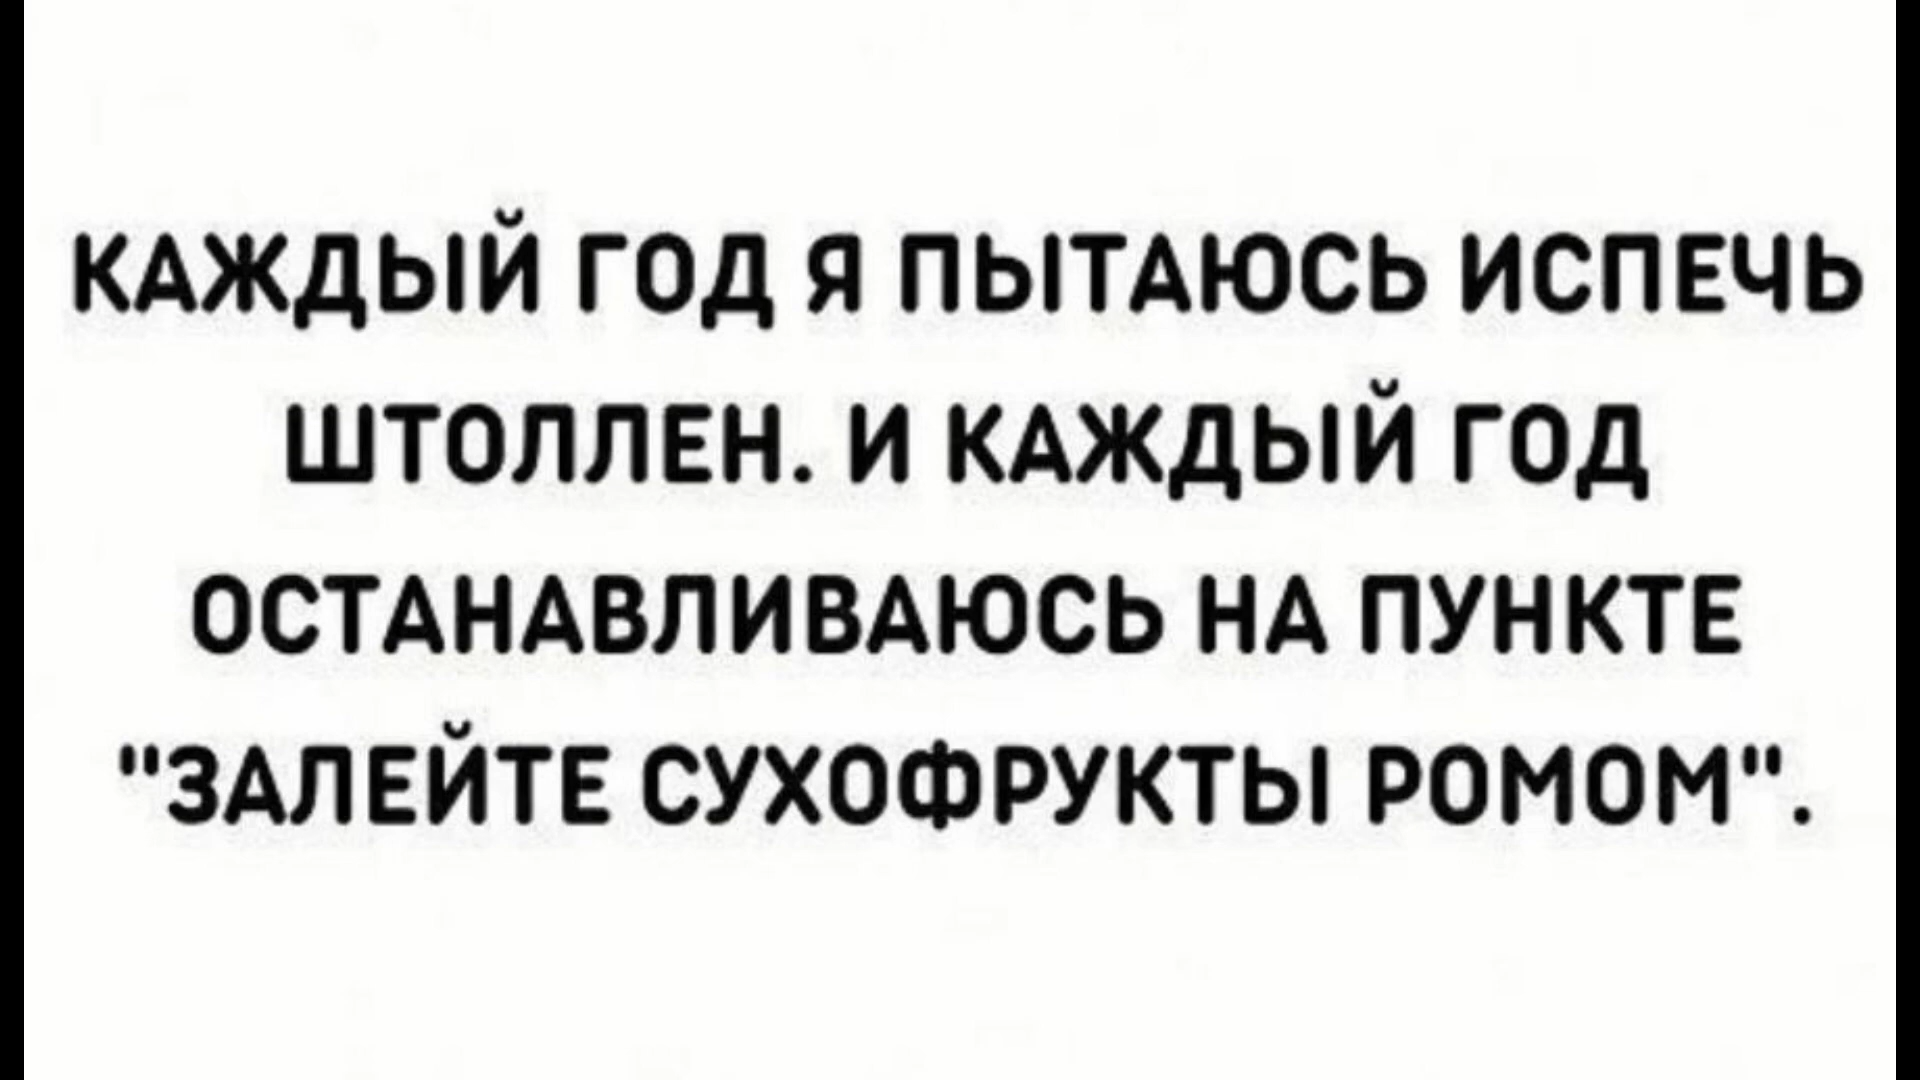 КАЖДЫЙ ГОД Я ПЫТАЮСЬ ИСПЕЧЬ
ШТОЛЛЕН. И КАЖДЫЙ ГОД
ОСТАНАВЛИВАЮСЬ НА ПУНКТЕ
"ЗАЛЕЙТЕ СУХОФРУКТЫ РОМОМ".